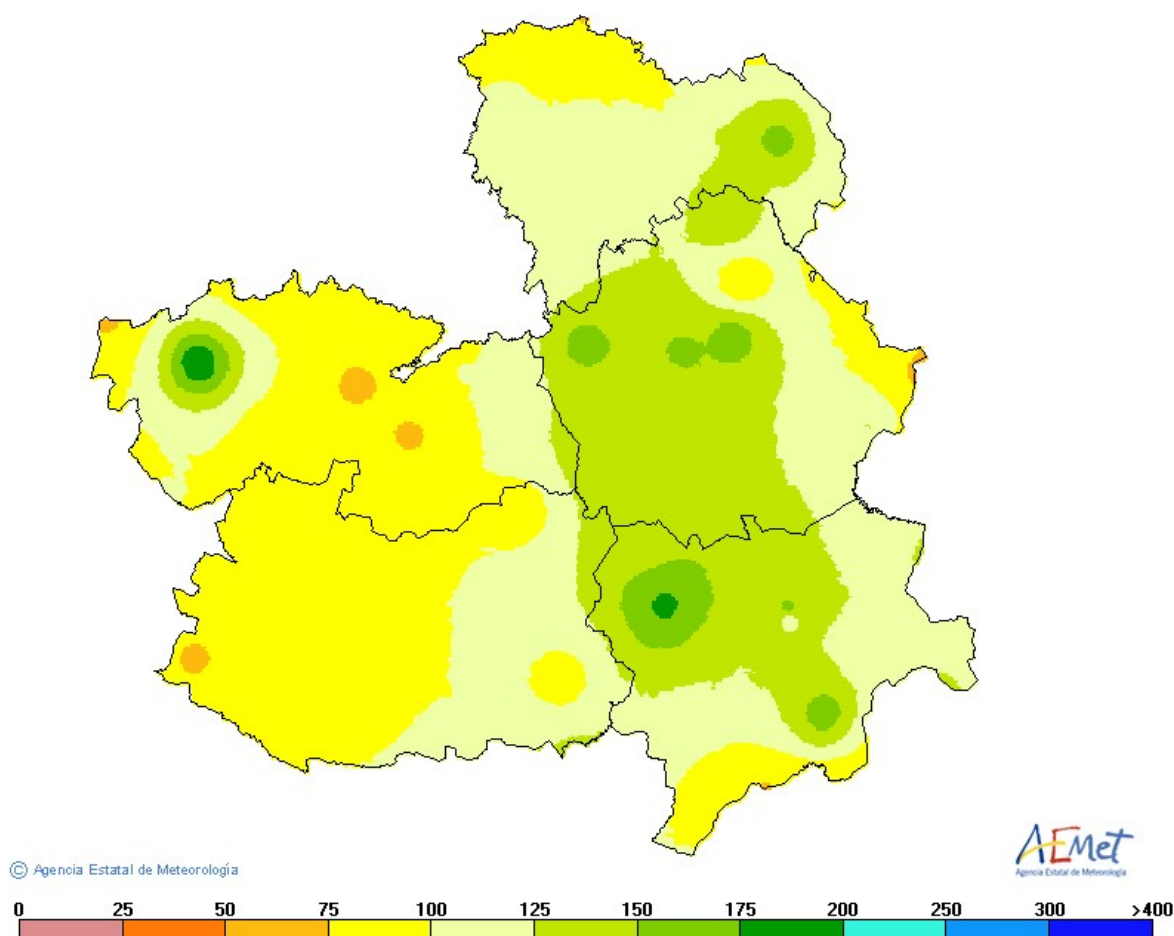 AEMet
Agencia Estatal de Meteorología
© Agencia Estatal de Meteorología
0 25 50 75 100 125 150 175 200 250 300 >400